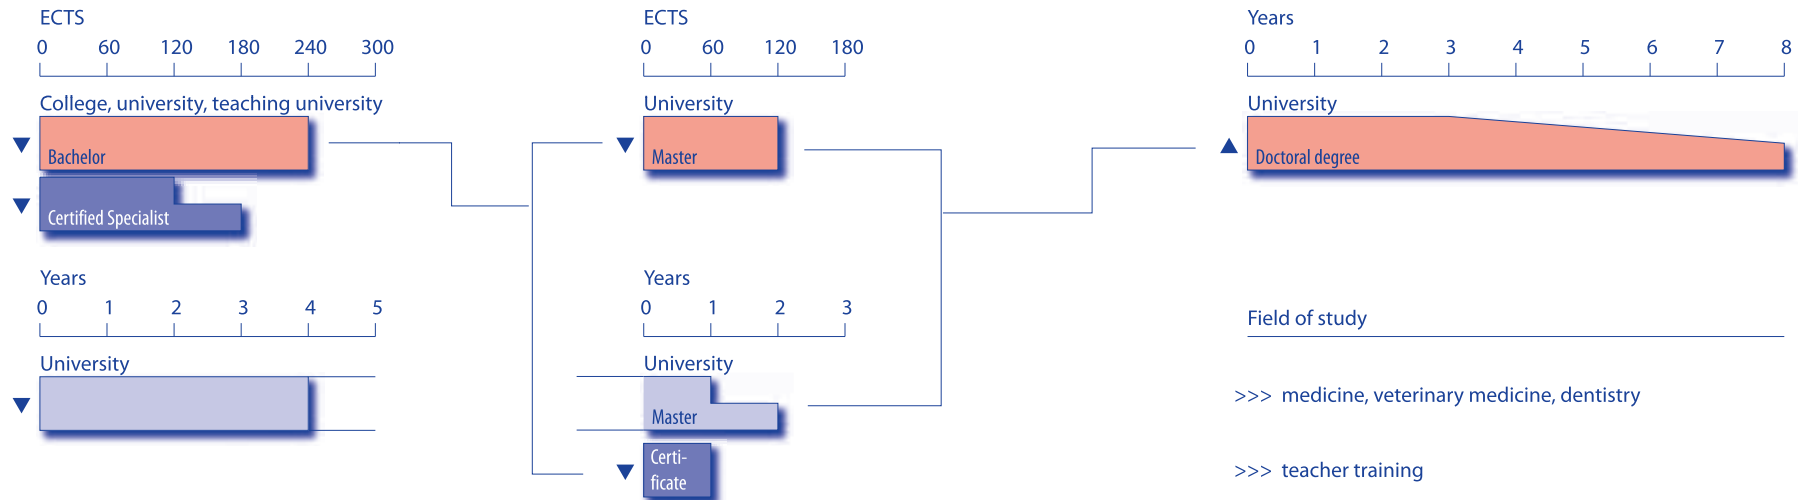 ECTS
0 60 120 180 240 300
College, university, teaching university
Bachelor
Certified Specialist
Years
0 1 2 3 4 5
University
ECTS
0 60 120 180
University
Master
Years
0 1 2 3
University
Master
Certi-
ficate
Years
0 1 2 3 4 5 6 7 8
University
Doctoral degree
Field of study
>>> medicine, veterinary medicine, dentistry
>>> teacher training